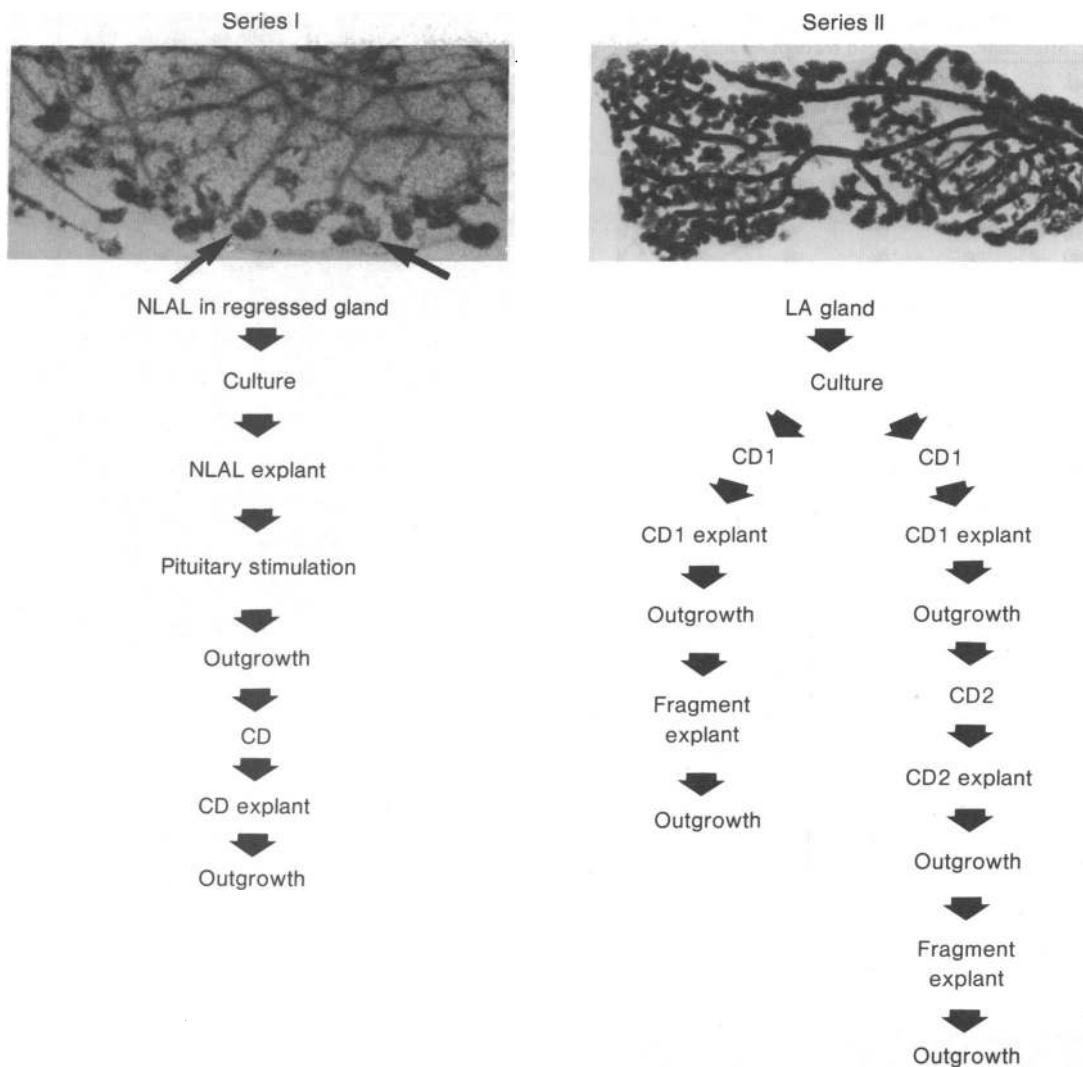 Series I
NLAL in regressed gland
Culture
NLAL explant
Pituitary stimulation
Outgrowth
CD
CD explant
Outgrowth
Series II
LA gland
Culture
CD1
CD1 explant
Outgrowth
Fragment
explant
Outgrowth
CD1
CD1 explant
Outgrowth
CD2
CD2 explant
Outgrowth
Fragment
explant
Outgrowth